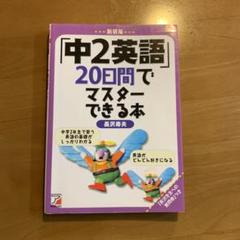 新装版
「中2英語」
20日間で
マスター
できる本
長沢寿夫
中学2年生で習う
英語の基礎が
しっかりわかる
英語が
どんどん好きになる